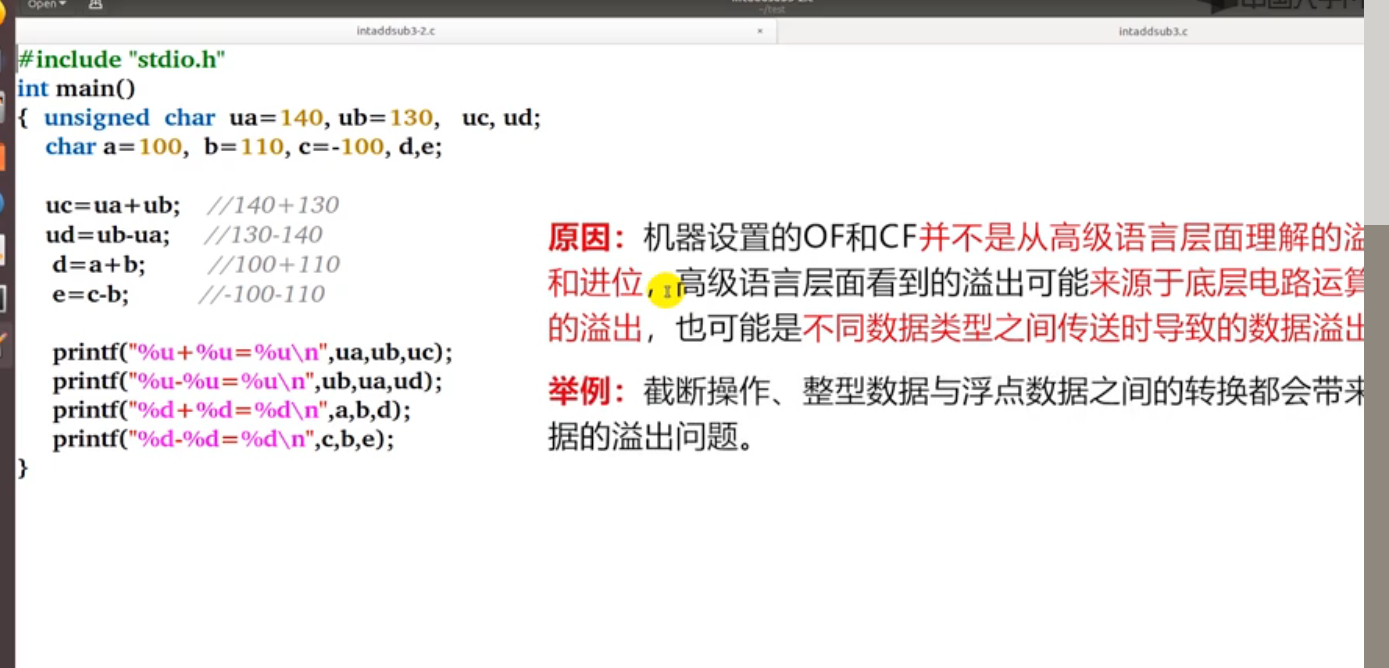 Open
~/test
intaddsub3-2.c
×
intaddsub3.c
#include "stdio.h"
int main()
{ unsigned char ua=140, ub=130, uc, ud;
char a=100, b=110, c=-100, d,e;
uc=ua+ub; //140+130
ud=ub-ua; //130-140
d=a+b; //100+110
e=c-b; //-100-110
printf("%u+%u=%u\n",ua,ub,uc);
printf("%u-%u=%u\n",ub,ua,ud);
printf("%d+%d=%d\n",a,b,d);
printf("%d-%d=%d\n",c,b,e);
}
原因：机器设置的OF和CF并不是从高级语言层面理解的溢
和进位，高级语言层面看到的溢出可能来源于底层电路运算
的溢出，也可能是不同数据类型之间传送时导致的数据溢出
举例：截断操作、整型数据与浮点数据之间的转换都会带来
据的溢出问题。